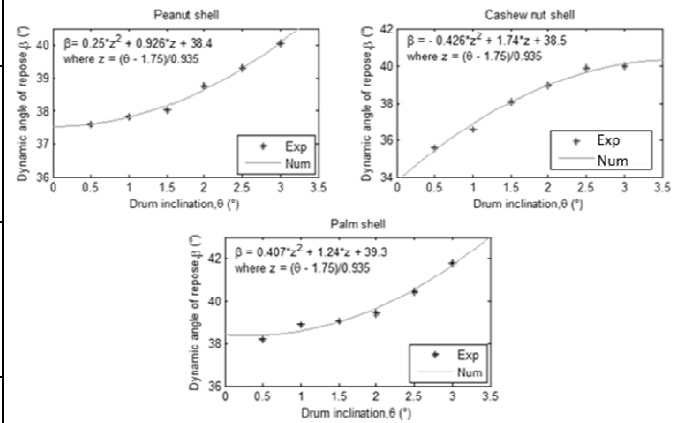 Peanut shell
Dynamic angle of repose,β (°)
β= 0.25*z² + 0.926*z + 38.4
where z = (θ - 1.75)/0.935
40
39
38
37
36
Exp
Num
0
0.5
1
1.5
2
2.5
3
3.5
Drum inclination,θ (°)
Cashew nut shell
Dynamic angle of repose,β (°)
β = - 0.426*z² + 1.74*z + 38.5
where z = (θ - 1.75)/0.935
42
40
38
36
34
Exp
Num
0
0.5
1
1.5
2
2.5
3
3.5
Drum inclination,θ (°)
Palm shell
Dynamic angle of repose,β (°)
β = 0.407*z² + 1.24*z + 39.3
where z = (θ - 1.75)/0.935
42
40
38
36
Exp
Num
0
0.5
1
1.5
2
2.5
3
3.5
Drum inclination,θ (°)